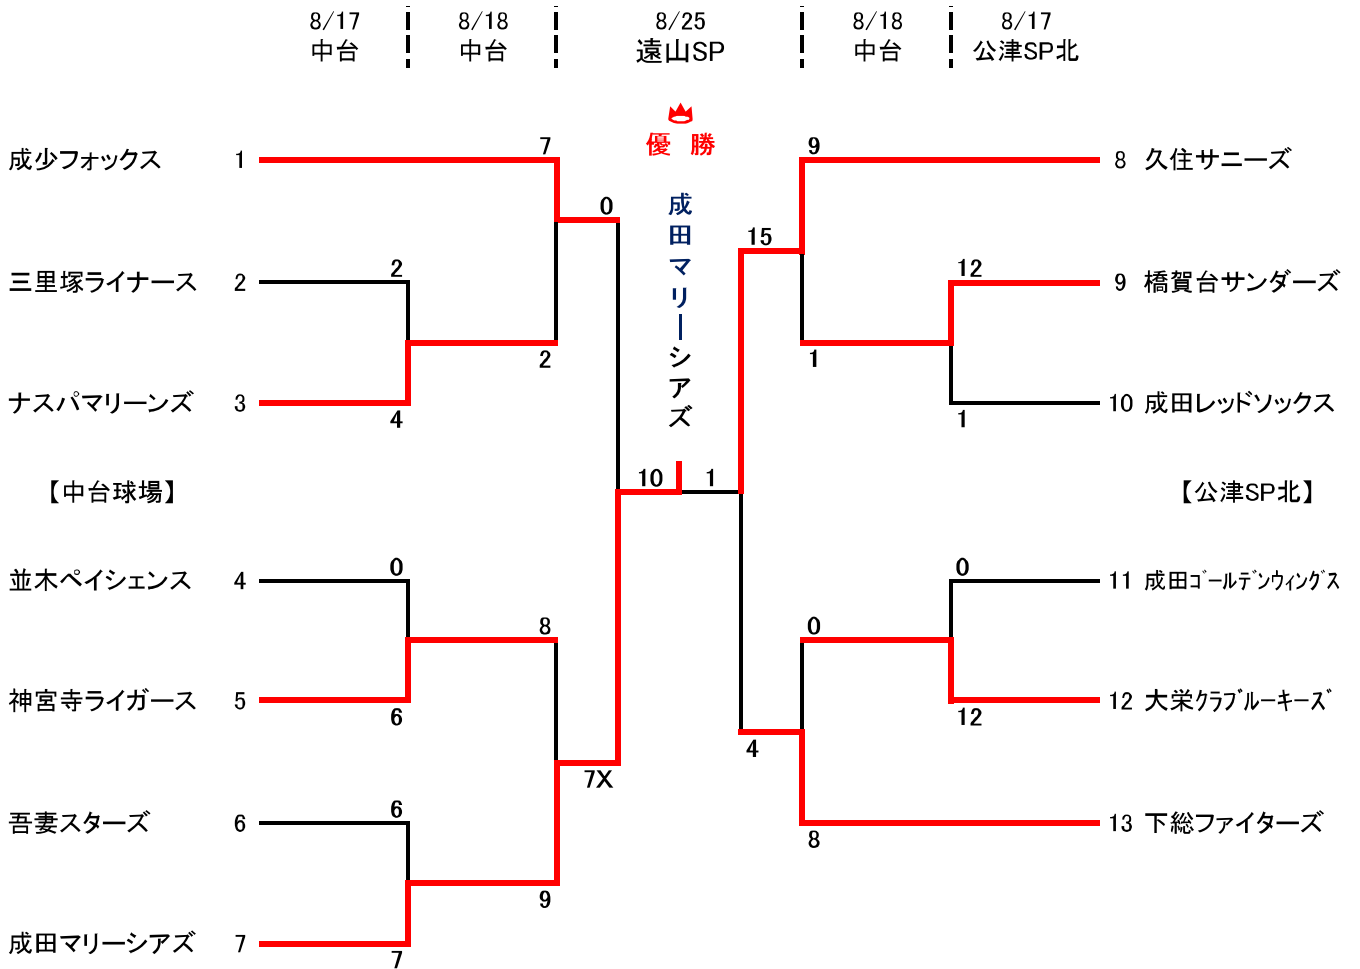 8/17 8/18 8/25 8/18 8/17
中台 中台 遠山SP 中台 公津SP北
優 勝
成田マリーシアズ
7 9
成少フォックス 1 8 久住サニーズ
0 15
2 12
三里塚ライナース 2 9 橋賀台サンダーズ
2 1
ナスパマリーンズ 3 10 成田レッドソックス
4 1
【中台球場】 10 1 【公津SP北】
0 0
並木ペイシェンス 4 11 成田ｺﾞｰﾙﾃﾞﾝｳｨﾝｸﾞｽ
8 0
神宮寺ライガース 5 12 大栄ｸﾗﾌﾞﾙｰｷｰｽﾞ
6 12
4
7X
6
吾妻スターズ 6 13 下総ファイターズ
8
9
成田マリーシアズ 7
7